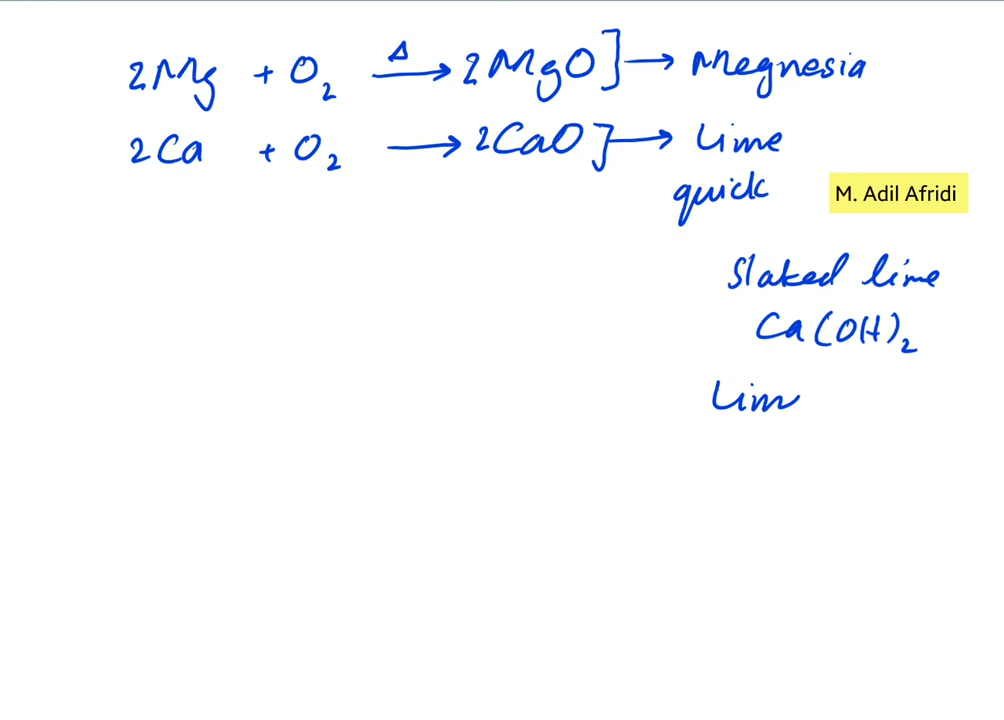 2Mg + O₂ —Δ→ 2MgO] → Megnesia
2Ca + O₂ → 2CaO] → Lime
quick
M. Adil Afridi
Slaked lime
Ca(OH)₂
Lim